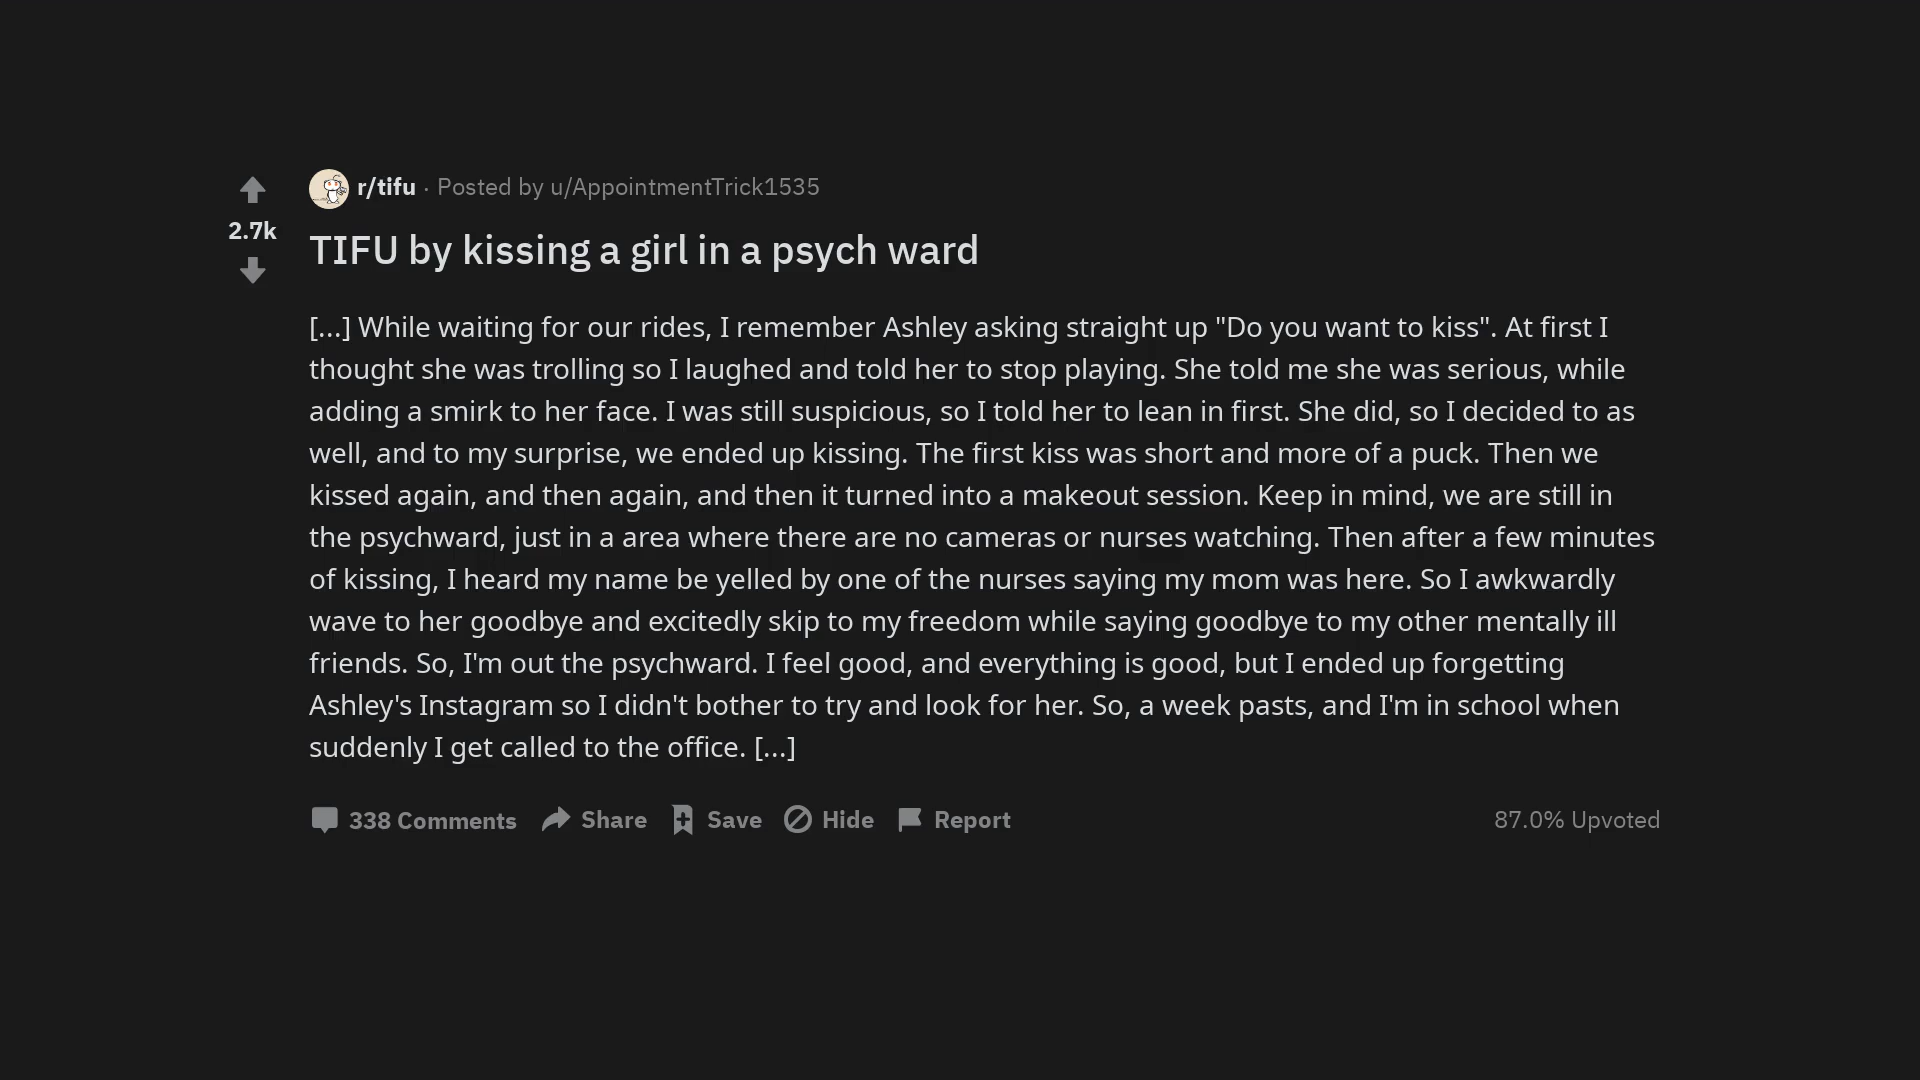 r/tifu · Posted by u/AppointmentTrick1535
2.7k
TIFU by kissing a girl in a psych ward
[...] While waiting for our rides, I remember Ashley asking straight up "Do you want to kiss". At first I
thought she was trolling so I laughed and told her to stop playing. She told me she was serious, while
adding a smirk to her face. I was still suspicious, so I told her to lean in first. She did, so I decided to as
well, and to my surprise, we ended up kissing. The first kiss was short and more of a puck. Then we
kissed again, and then again, and then it turned into a makeout session. Keep in mind, we are still in
the psychward, just in a area where there are no cameras or nurses watching. Then after a few minutes
of kissing, I heard my name be yelled by one of the nurses saying my mom was here. So I awkwardly
wave to her goodbye and excitedly skip to my freedom while saying goodbye to my other mentally ill
friends. So, I'm out the psychward. I feel good, and everything is good, but I ended up forgetting
Ashley's Instagram so I didn't bother to try and look for her. So, a week pasts, and I'm in school when
suddenly I get called to the office. [...]
338 Comments Share Save Hide Report 87.0% Upvoted